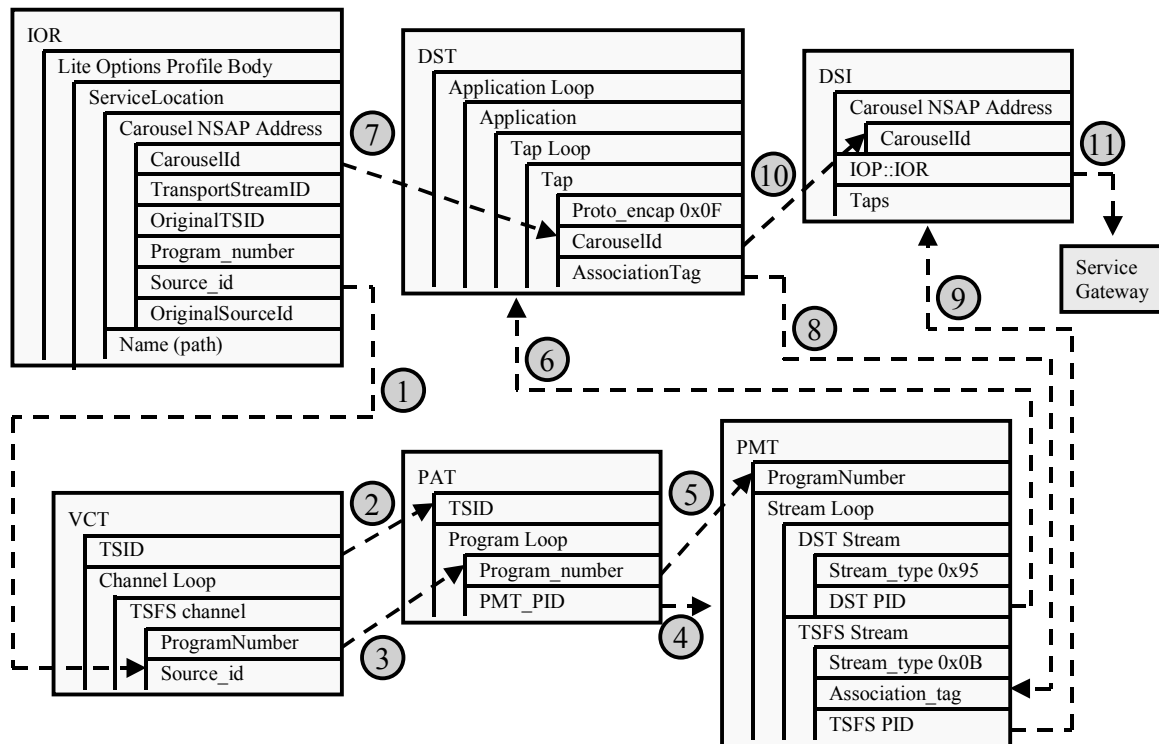 IOR
Lite Options Profile Body
ServiceLocation
Carousel NSAP Address
CarouselId
TransportStreamID
OriginalTSID
Program_number
Source_id
OriginalSourceId
Name (path)
7
DST
Application Loop
Application
Tap Loop
Tap
Proto_encap 0x0F
CarouselId
AssociationTag
10
DSI
Carousel NSAP Address
CarouselId
IOP::IOR
Taps
11
Service
Gateway
9
8
6
1
VCT
TSID
Channel Loop
TSFS channel
ProgramNumber
Source_id
2
3
PAT
TSID
Program Loop
Program_number
PMT_PID
5
4
PMT
ProgramNumber
Stream Loop
DST Stream
Stream_type 0x95
DST PID
TSFS Stream
Stream_type 0x0B
Association_tag
TSFS PID